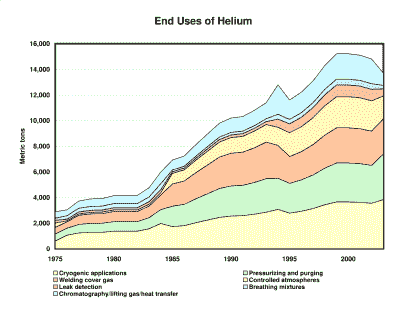 End Uses of Helium
16,000
14,000
12,000
10,000
8,000
6,000
4,000
2,000
0
Metric tons
1975 1980 1985 1990 1995 2000
Cryogenic applications Pressurizing and purging
Welding cover gas Controlled atmospheres
Leak detection Breathing mixtures
Chromatography/lifting gas/heat transfer